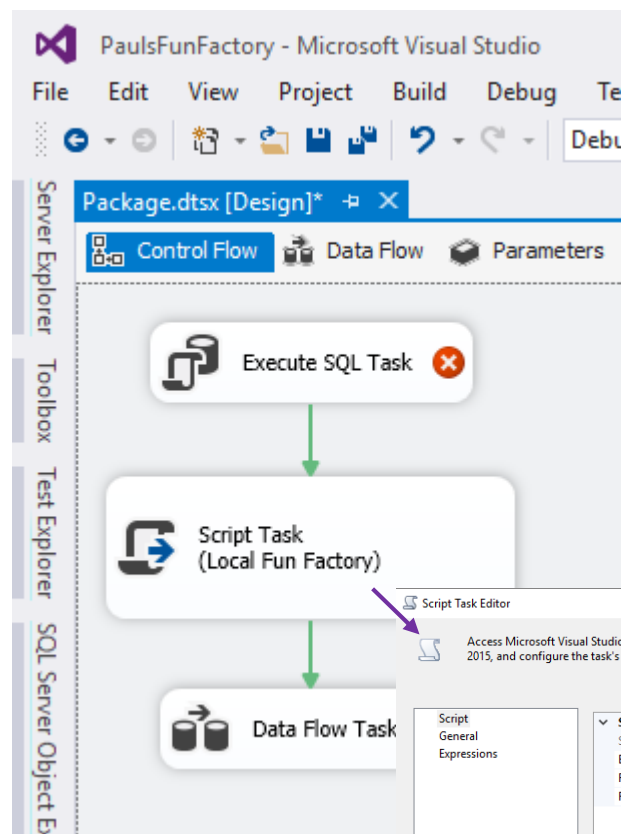 PaulsFunFactory - Microsoft Visual Studio
File Edit View Project Build Debug Te
Debu
Package.dtsx [Design]*
Control Flow Data Flow Parameters
Server Explorer
Toolbox
Test Explorer
SQL Server Object Ex
Execute SQL Task
Script Task
(Local Fun Factory)
Data Flow Task
Script Task Editor
Access Microsoft Visual Studio
2015, and configure the task's
Script
General
Expressions